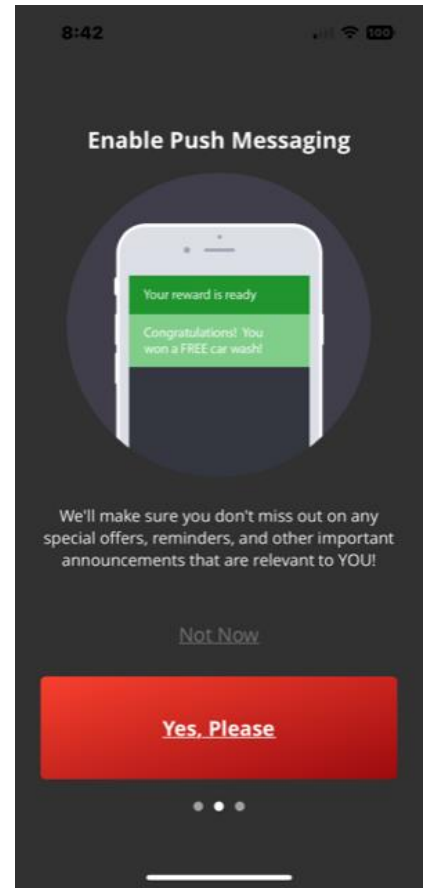 8:42
100
Enable Push Messaging
Your reward is ready
Congratulations! You
won a FREE car wash!
We'll make sure you don't miss out on any
special offers, reminders, and other important
announcements that are relevant to YOU!
Not Now
Yes, Please